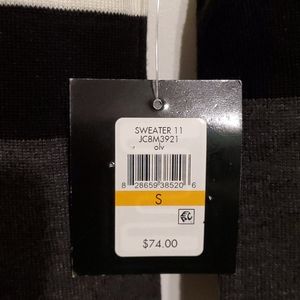 SWEATER 11
JC8M3921
olv
8 28659 38520 6
S
$74.00